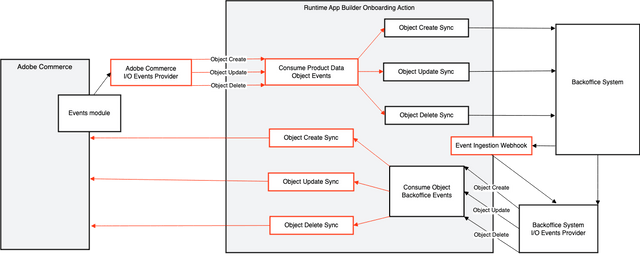 Runtime App Builder Onboarding Action
Object Create Sync
Adobe Commerce
Adobe Commerce
I/O Events Provider
Object Create
Object Update
Object Delete
Consume Product Data
Object Events
Object Update Sync
Backoffice System
Events module
Object Delete Sync
Object Create Sync
Event Ingestion Webhook
Object Update Sync
Consume Object
Backoffice Events
Object Create
Object Update
Object Delete
Object Delete Sync
Backoffice System
I/O Events Provider